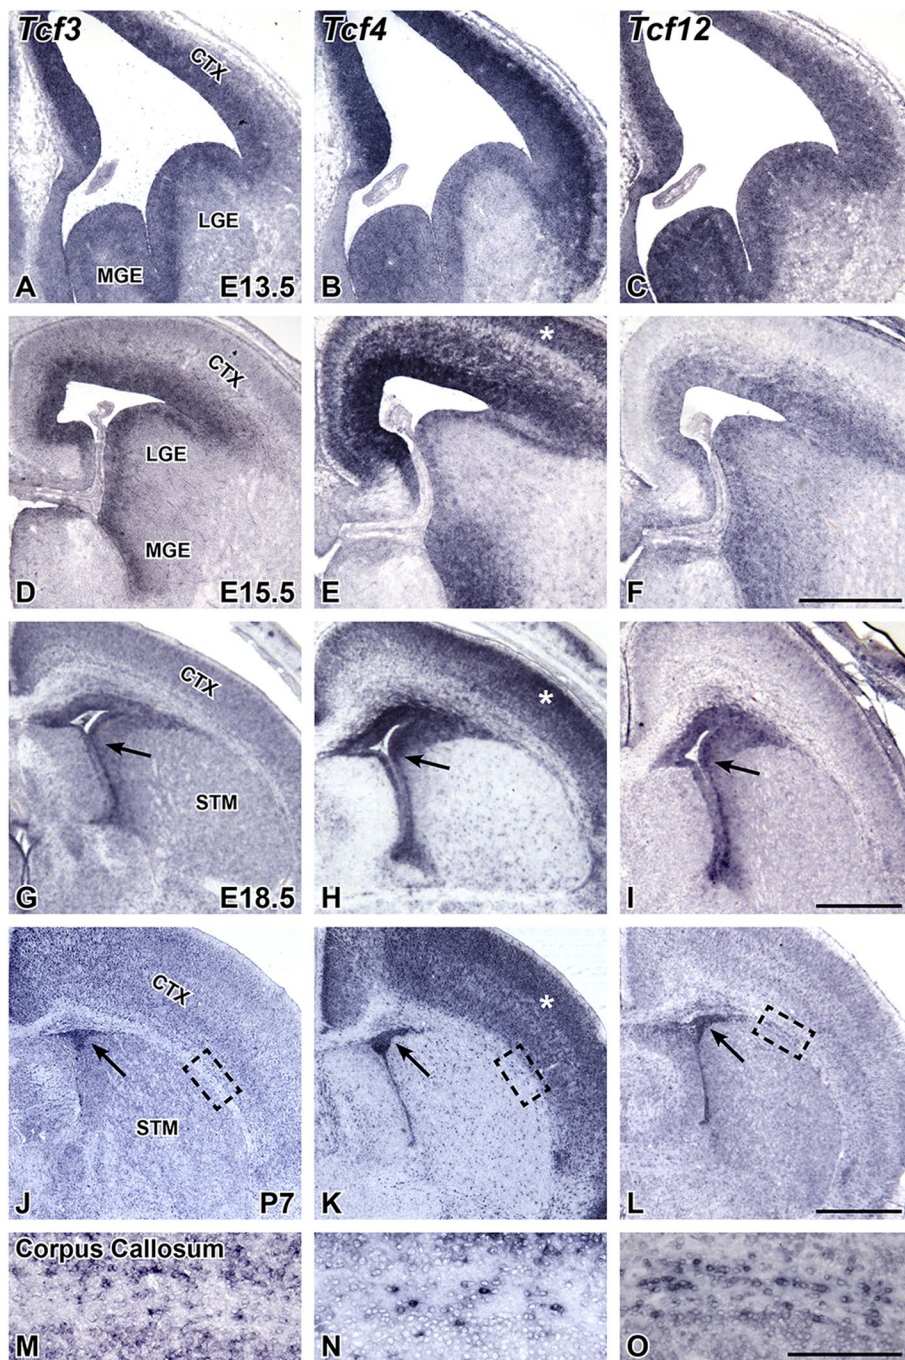 Tcf3 Tcf4 Tcf12
CTX
LGE
MGE
A E13.5 B C
*
CTX
LGE
MGE
D E15.5 E F
CTX
*
STM
G E18.5 H I
CTX
*
STM
J P7 K L
Corpus Callosum
M N O